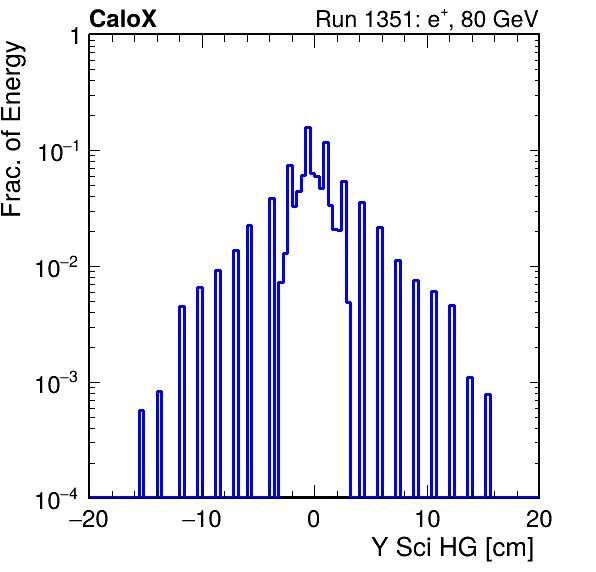 CaloX Run 1351: e⁺, 80 GeV
Frac. of Energy
1
10⁻¹
10⁻²
10⁻³
10⁻⁴
−20 −10 0 10 20
Y Sci HG [cm]